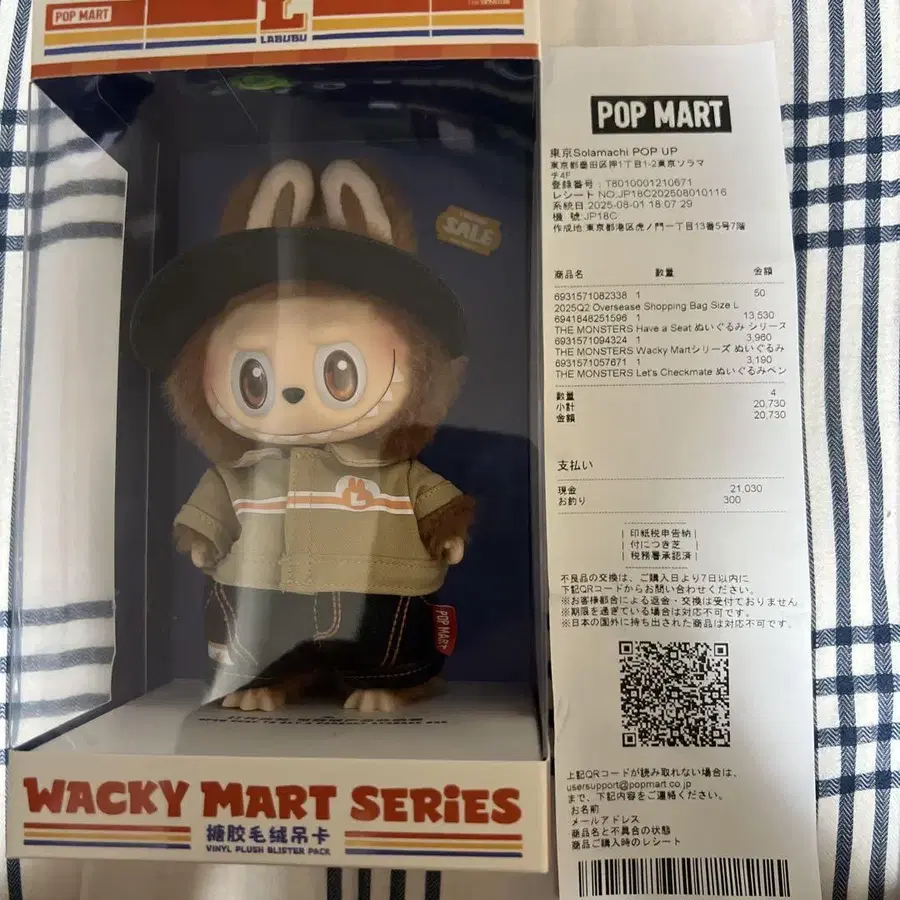 POP MART
L
LABUBU
SALE
POP MART
WACKY MART SERIES
搪胶毛绒吊卡
VINYL PLUSH BLISTER PACK
POP MART
東京Solamachi POP UP
東京都墨田区押1丁目1-2東京ソラマ
チ4F
登録番号：T8010001210671
レシート NO:JP18C202508010116
系統日:2025-08-01 18:07:29
機 號:JP18C
作成地:東京都港区虎ノ門一丁目13番5号7階
商品名 数量 金額
6931571082338 1 50
2025Q2 Oversease Shopping Bag Size L
6941848251596 1 13,530
THE MONSTERS Have a Seat ぬいぐるみ シリーズ
6931571094324 1 3,960
THE MONSTERS Wacky Martシリーズ ぬいぐるみ
6931571057671 1 3,190
THE MONSTERS Let's Checkmate ぬいぐるみペン
数量 4
小計 20,730
金額 20,730
支払い
現金 21,030
お釣り 300
印紙税申告納
付につき芝
税務署承認済
不良品の交換は、ご購入日より7日以内に
下記QRコードからお問い合わせください。
※お客様都合による返金・交換は受付ておりません
※期限を過ぎている場合は対応不可です。
※日本の国外に持ち出された商品は対応不可です.
上記QRコードが読み取れない場合は、
usersupport@popmart.co.jp
まで、下記内容をご連絡ください。
お名前
メールアドレス
商品名と不具合の状態
商品ご購入時のレシート